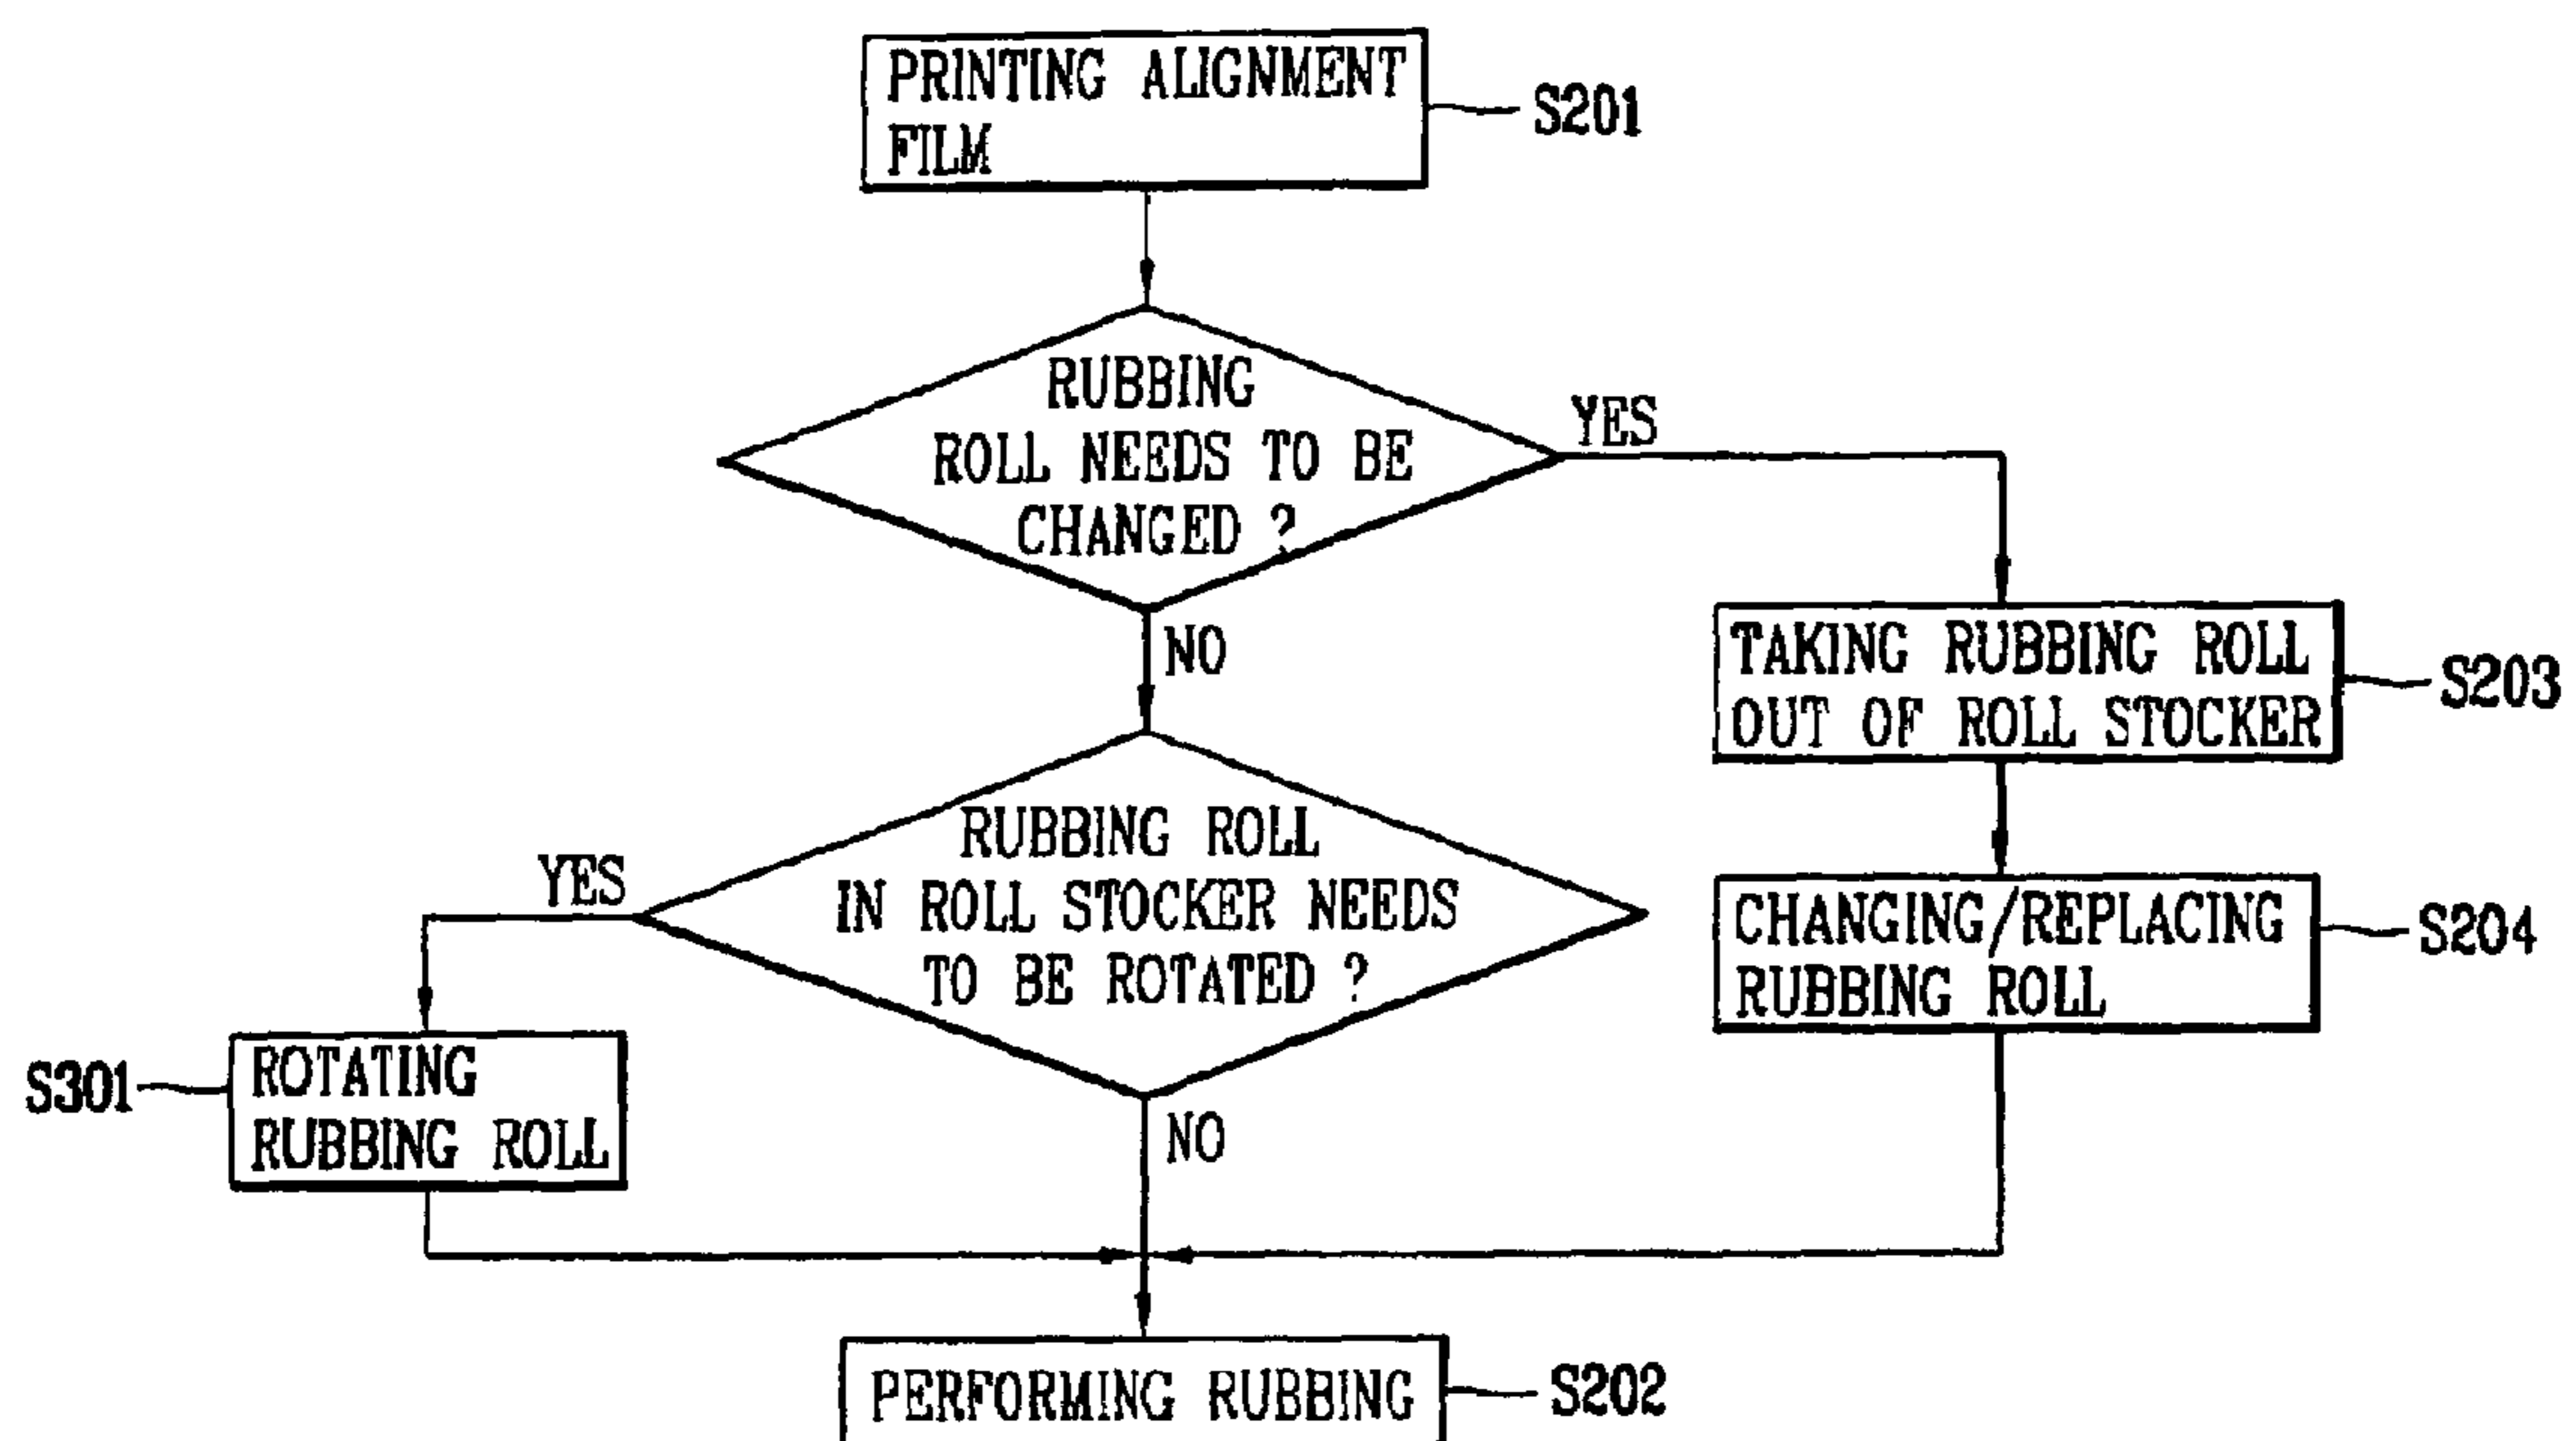 PRINTING ALIGNMENT
FILM
S201
RUBBING
ROLL NEEDS TO BE
CHANGED ?
YES
NO
TAKING RUBBING ROLL
OUT OF ROLL STOCKER
S203
RUBBING ROLL
IN ROLL STOCKER NEEDS
TO BE ROTATED ?
YES
NO
CHANGING/REPLACING
RUBBING ROLL
S204
S301
ROTATING
RUBBING ROLL
PERFORMING RUBBING
S202